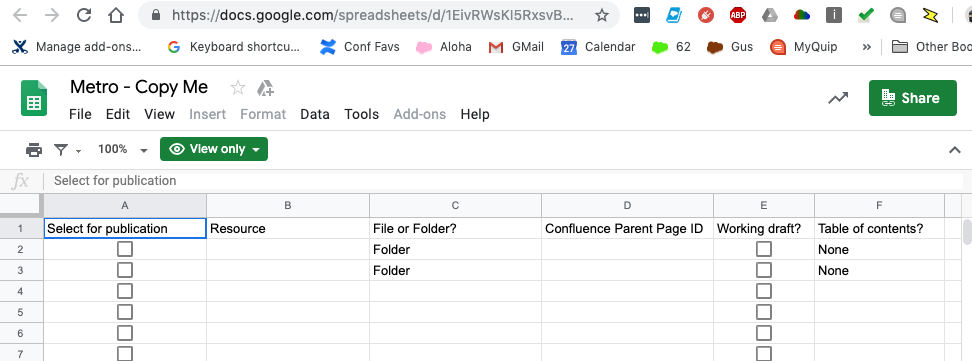 https://docs.google.com/spreadsheets/d/1EivRWsKI5RxsvB...
ABP
Manage add-ons... Keyboard shortcu... Conf Favs Aloha GMail 27 Calendar 62 Gus MyQuip » Other Boo
Metro - Copy Me
File Edit View Insert Format Data Tools Add-ons Help
Share
100% View only
fx Select for publication
A B C D E F
1 Select for publication Resource File or Folder? Confluence Parent Page ID Working draft? Table of contents?
2 Folder None
3 Folder None
4
5
6
7